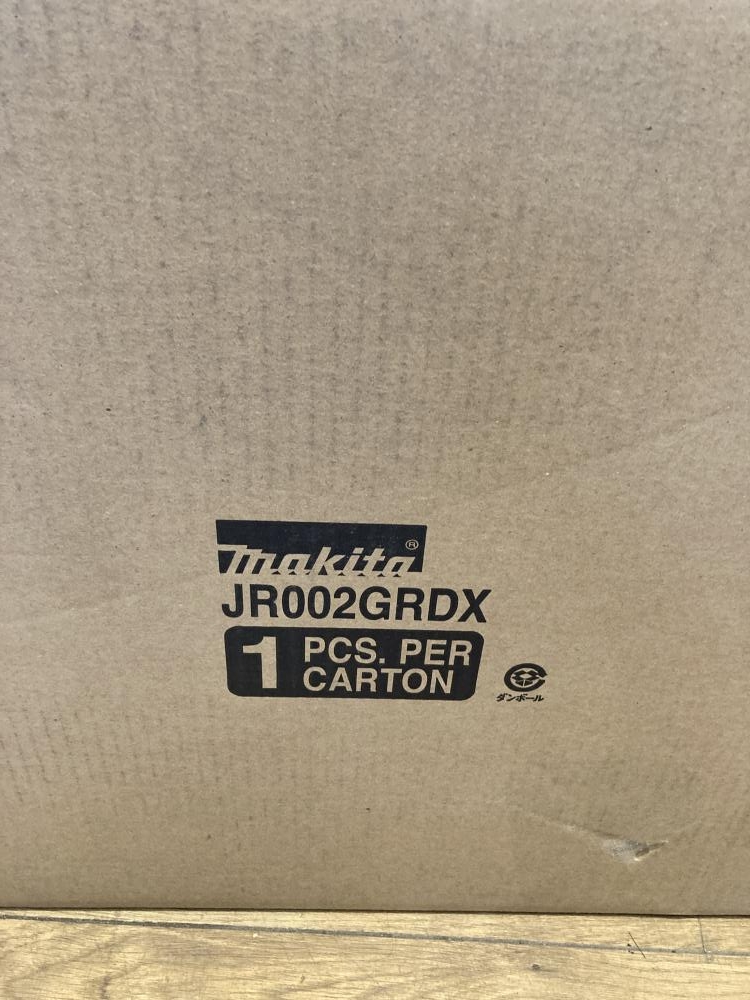 makita®
JR002GRDX
1 PCS. PER
CARTON
ダンボール